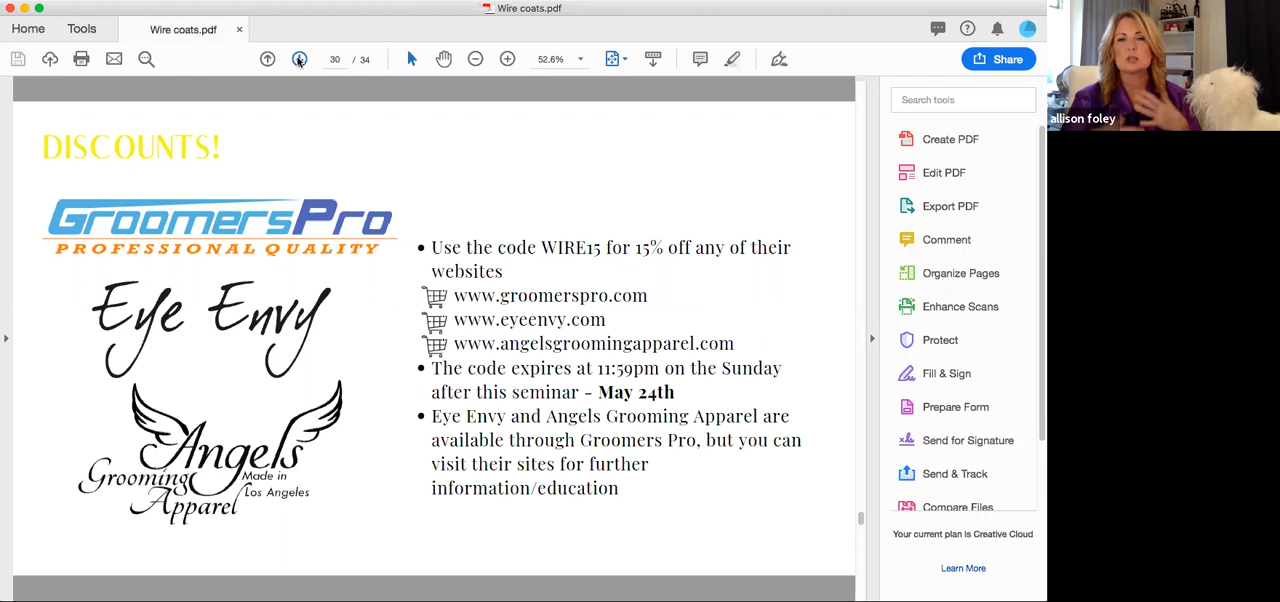 Wire coats.pdf
Home Tools Wire coats.pdf ×
30 / 34 52.6% Share
DISCOUNTS!
GROOMERSPRO
PROFESSIONAL QUALITY
Eye Envy
Angels
Grooming
Apparel
Made in
Los Angeles
• Use the code WIRE15 for 15% off any of their
websites
www.groomerspro.com
www.eyeenvy.com
www.angelsgroomingapparel.com
• The code expires at 11:59pm on the Sunday
after this seminar - May 24th
• Eye Envy and Angels Grooming Apparel are
available through Groomers Pro, but you can
visit their sites for further
information/education
Search tools
Create PDF
Edit PDF
Export PDF
Comment
Organize Pages
Enhance Scans
Protect
Fill & Sign
Prepare Form
Send for Signature
Send & Track
Compare Files
Your current plan is Creative Cloud
Learn More
allison foley